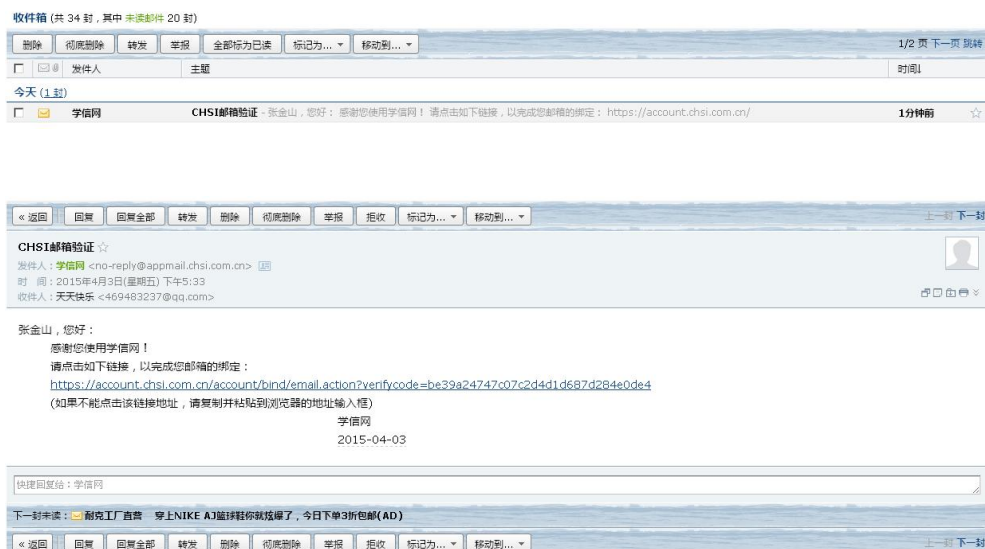 收件箱 (共 34 封，其中 未读邮件 20 封)
删除 彻底删除 转发 举报 全部标为已读 标记为... 移动到... 1/2 页 下一页 跳转
发件人 主题 时间↓
今天 (1 封)
学信网 CHSI邮箱验证 - 张金山，您好： 感谢您使用学信网！ 请点击如下链接，以完成您邮箱的绑定： https://account.chsi.com.cn/ 1分钟前
« 返回 回复 回复全部 转发 删除 彻底删除 举报 拒收 标记为... 移动到... 上一封 下一封
CHSI邮箱验证
发件人：学信网 <no-reply@appmail.chsi.com.cn>
时 间：2015年4月3日(星期五) 下午5:33
收件人：天天快乐 <469483237@qq.com>
张金山，您好：
感谢您使用学信网！
请点击如下链接，以完成您邮箱的绑定：
https://account.chsi.com.cn/account/bind/email.action?verifycode=be39a24747c07c2d4d1d687d284e0de4
(如果不能点击该链接地址，请复制并粘贴到浏览器的地址输入框)
学信网
2015-04-03
快捷回复给：学信网
下一封未读： 耐克工厂直营 穿上NIKE AJ篮球鞋你就炫爆了，今日下单3折包邮(AD)
« 返回 回复 回复全部 转发 删除 彻底删除 举报 拒收 标记为... 移动到... 上一封 下一封